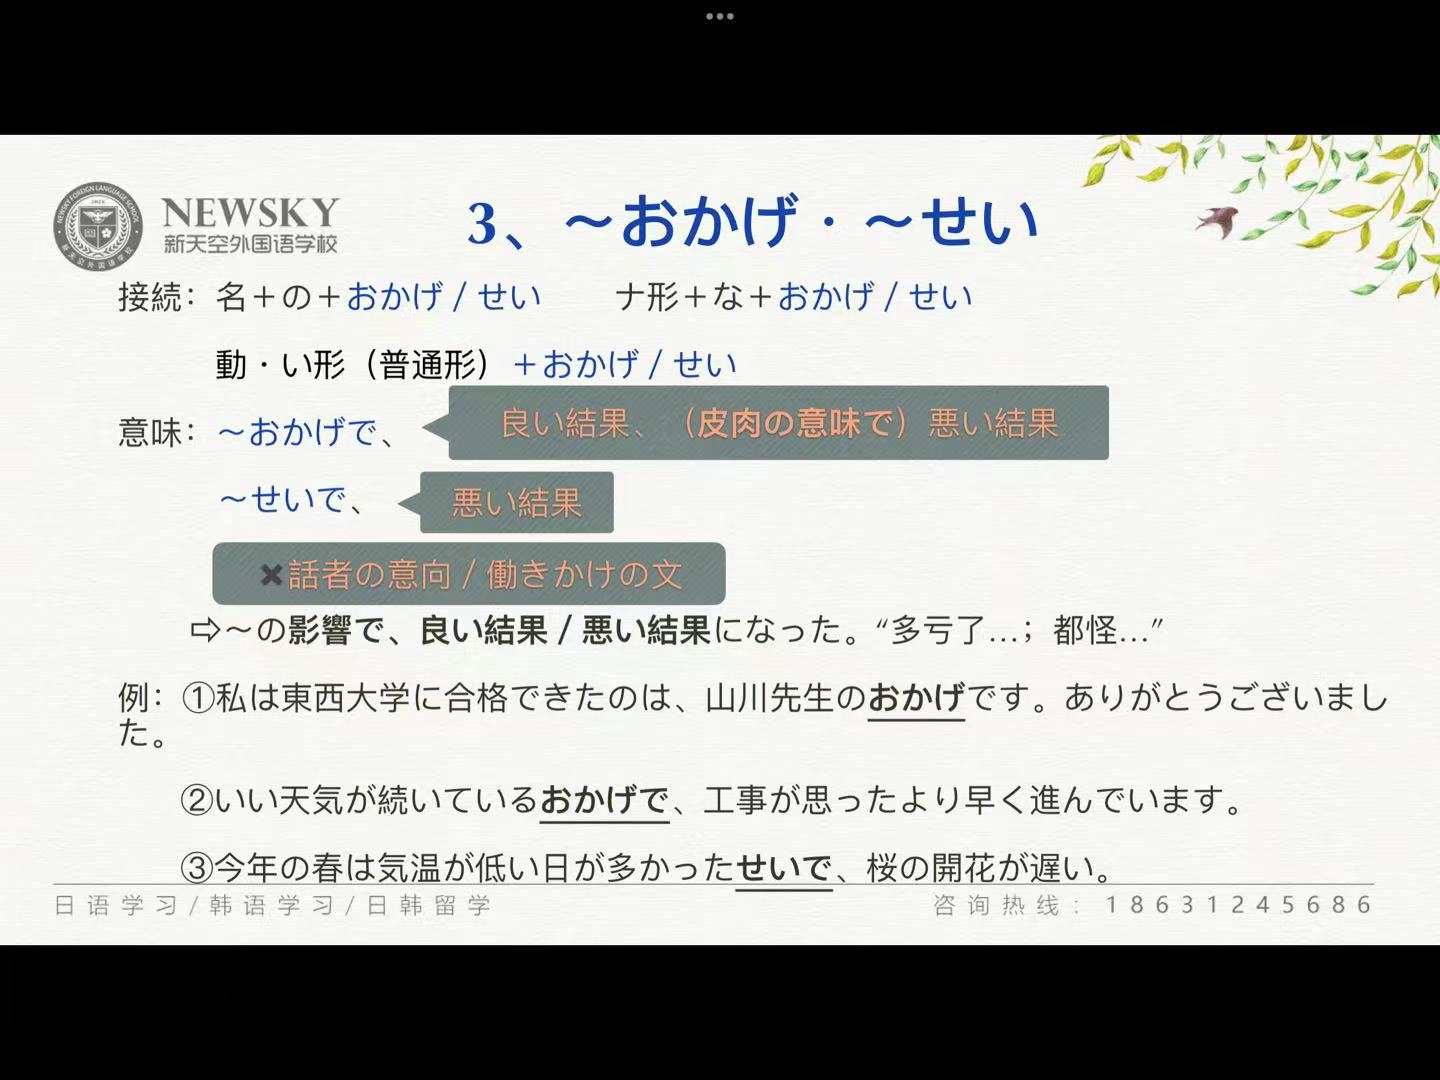 NEWSKY
新天空外国语学校
3、～おかげ・～せい
接続：名＋の＋おかげ / せい　ナ形＋な＋おかげ / せい
動・い形（普通形）＋おかげ / せい
意味：～おかげで、 良い結果、（皮肉の意味で）悪い結果
～せいで、 悪い結果
✖話者の意向 / 働きかけの文
⇨～の影響で、良い結果 / 悪い結果になった。“多亏了…；都怪…”
例：①私は東西大学に合格できたのは、山川先生のおかげです。ありがとうございまし
た。
②いい天気が続いているおかげで、工事が思ったより早く進んでいます。
③今年の春は気温が低い日が多かったせいで、桜の開花が遅い。
日语学习/韩语学习/日韩留学
咨询热线：18631245686